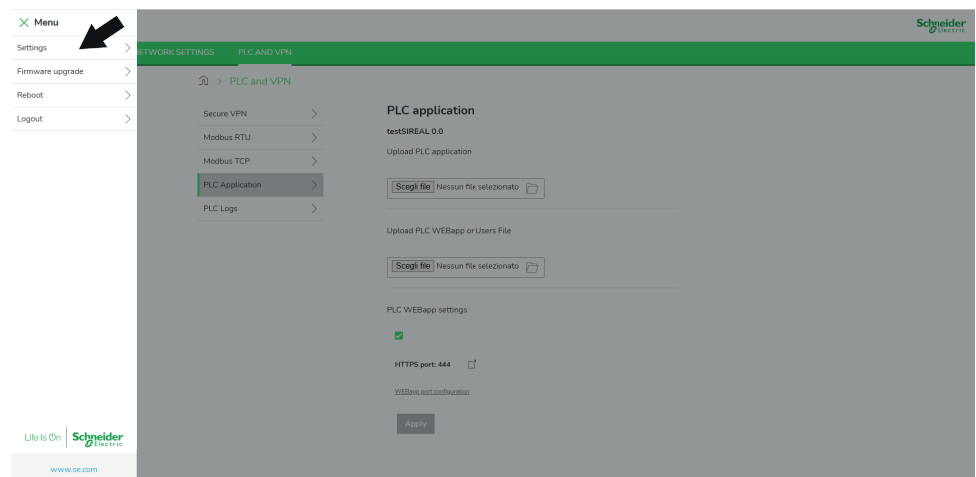 Menu
Settings
Firmware upgrade
Reboot
Logout
Life Is On Schneider Electric
www.se.com
Schneider Electric
ETWORK SETTINGS PLC AND VPN
> PLC and VPN
Secure VPN
Modbus RTU
Modbus TCP
PLC Application
PLC Logs
PLC application
testSIREAL 0.0
Upload PLC application
Scegli file Nessun file selezionato
Upload PLC WEBapp or Users File
Scegli file Nessun file selezionato
PLC WEBapp settings
HTTPS port: 444
WEBapp port configuration
Apply